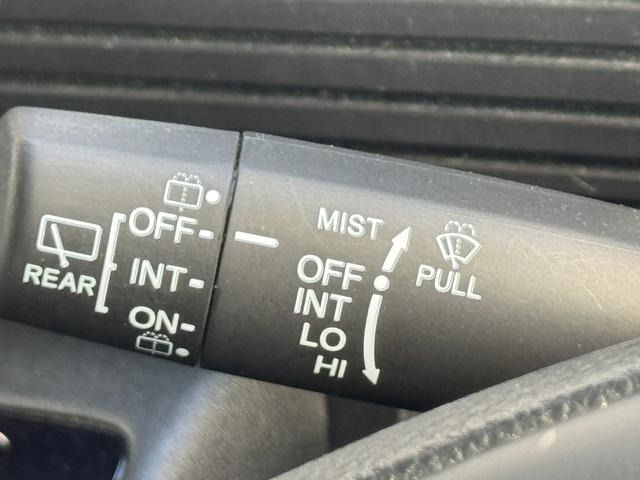 REAR
OFF
INT
ON
MIST
OFF
INT
LO
HI
PULL